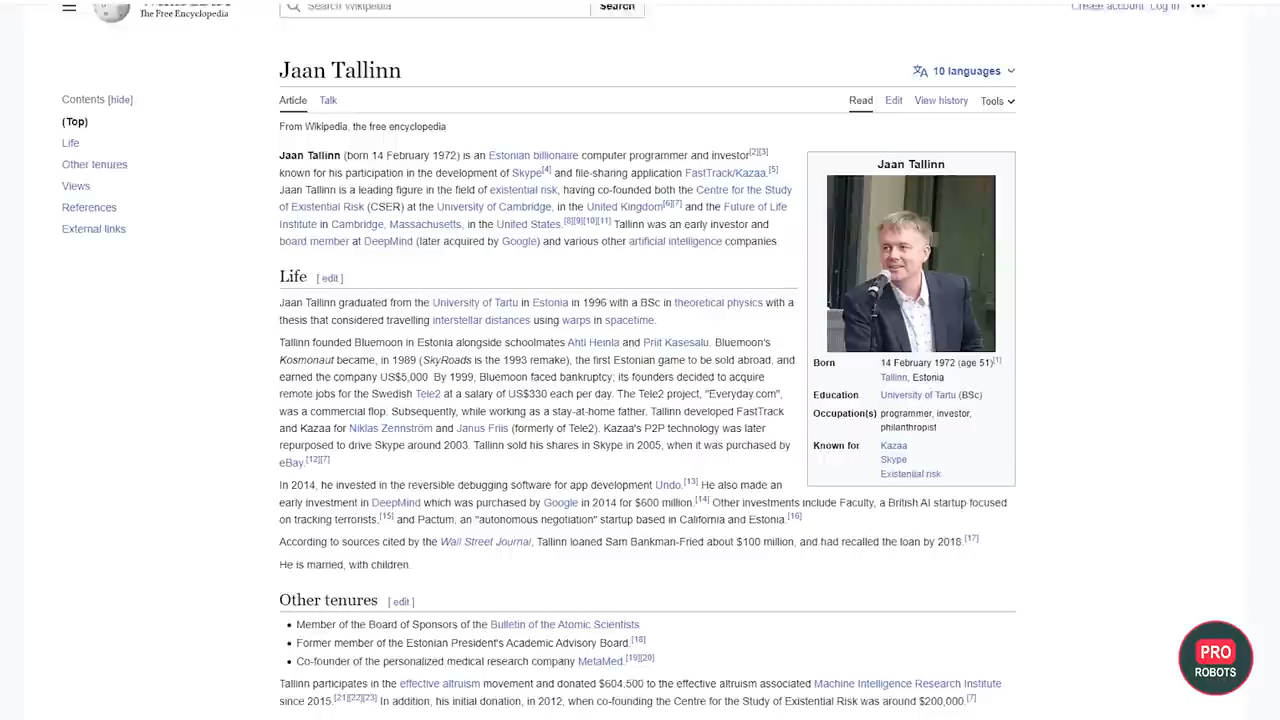 The Free Encyclopedia
Search Wikipedia
Search
Create account Log in
Jaan Tallinn
10 languages
Contents [hide]
(Top)
Life
Other tenures
Views
References
External links
Article Talk
Read Edit View history Tools
From Wikipedia, the free encyclopedia
Jaan Tallinn (born 14 February 1972) is an Estonian billionaire computer programmer and investor[2][3]
known for his participation in the development of Skype[4] and file-sharing application FastTrack/Kazaa.[5]
Jaan Tallinn is a leading figure in the field of existential risk, having co-founded both the Centre for the Study
of Existential Risk (CSER) at the University of Cambridge, in the United Kingdom[6][7] and the Future of Life
Institute in Cambridge, Massachusetts, in the United States.[8][9][10][11] Tallinn was an early investor and
board member at DeepMind (later acquired by Google) and various other artificial intelligence companies
Jaan Tallinn
Born 14 February 1972 (age 51)[1]
Tallinn, Estonia
Education University of Tartu (BSc)
Occupation(s) programmer, investor,
philanthropist
Known for Kazaa
Skype
Existential risk
Life [ edit ]
Jaan Tallinn graduated from the University of Tartu in Estonia in 1996 with a BSc in theoretical physics with a
thesis that considered travelling interstellar distances using warps in spacetime.
Tallinn founded Bluemoon in Estonia alongside schoolmates Ahti Heinla and Priit Kasesalu. Bluemoon's
Kosmonaut became, in 1989 (SkyRoads is the 1993 remake), the first Estonian game to be sold abroad, and
earned the company US$5,000 By 1999, Bluemoon faced bankruptcy; its founders decided to acquire
remote jobs for the Swedish Tele2 at a salary of US$330 each per day. The Tele2 project, "Everyday.com",
was a commercial flop. Subsequently, while working as a stay-at-home father, Tallinn developed FastTrack
and Kazaa for Niklas Zennström and Janus Friis (formerly of Tele2). Kazaa's P2P technology was later
repurposed to drive Skype around 2003. Tallinn sold his shares in Skype in 2005, when it was purchased by
eBay.[12][7]
In 2014, he invested in the reversible debugging software for app development Undo.[13] He also made an
early investment in DeepMind which was purchased by Google in 2014 for $600 million.[14] Other investments include Faculty, a British AI startup focused
on tracking terrorists,[15] and Pactum, an "autonomous negotiation" startup based in California and Estonia.[16]
According to sources cited by the Wall Street Journal, Tallinn loaned Sam Bankman-Fried about $100 million, and had recalled the loan by 2018.[17]
He is married, with children.
Other tenures [ edit ]
• Member of the Board of Sponsors of the Bulletin of the Atomic Scientists
• Former member of the Estonian President's Academic Advisory Board.[18]
• Co-founder of the personalized medical research company MetaMed.[19][20]
Tallinn participates in the effective altruism movement and donated $604,500 to the effective altruism associated Machine Intelligence Research Institute
since 2015.[21][22][23] In addition, his initial donation, in 2012, when co-founding the Centre for the Study of Existential Risk was around $200,000.[7]
PRO
ROBOTS